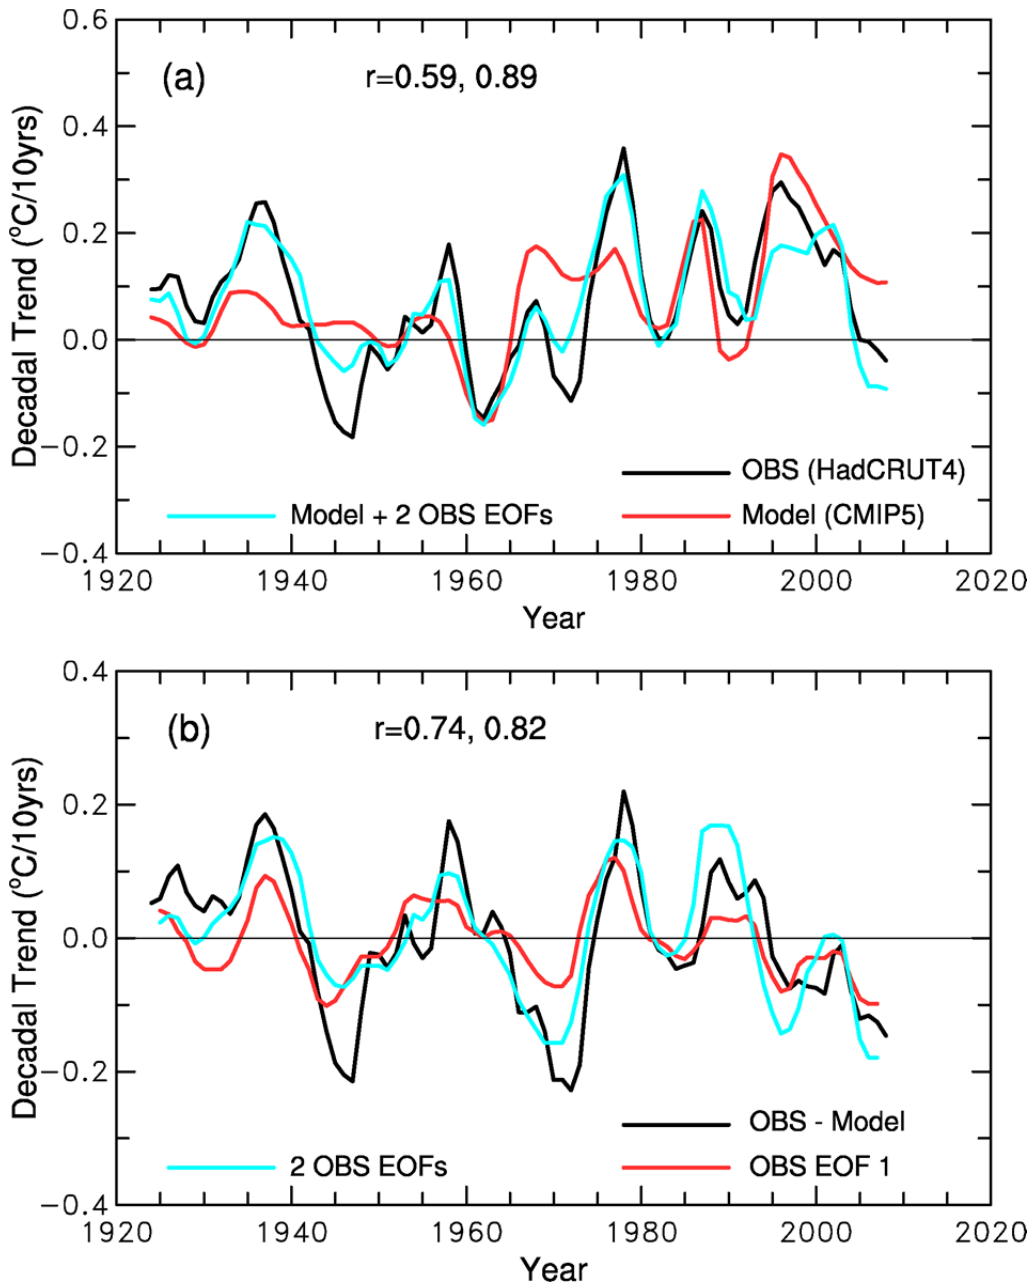 (a)
r=0.59, 0.89
Decadal Trend (°C/10yrs)
0.6
0.4
0.2
0.0
−0.2
−0.4
OBS (HadCRUT4)
Model + 2 OBS EOFs
Model (CMIP5)
1920 1940 1960 1980 2000 2020
Year
(b)
r=0.74, 0.82
Decadal Trend (°C/10yrs)
0.4
0.2
0.0
−0.2
−0.4
OBS - Model
2 OBS EOFs
OBS EOF 1
1920 1940 1960 1980 2000 2020
Year